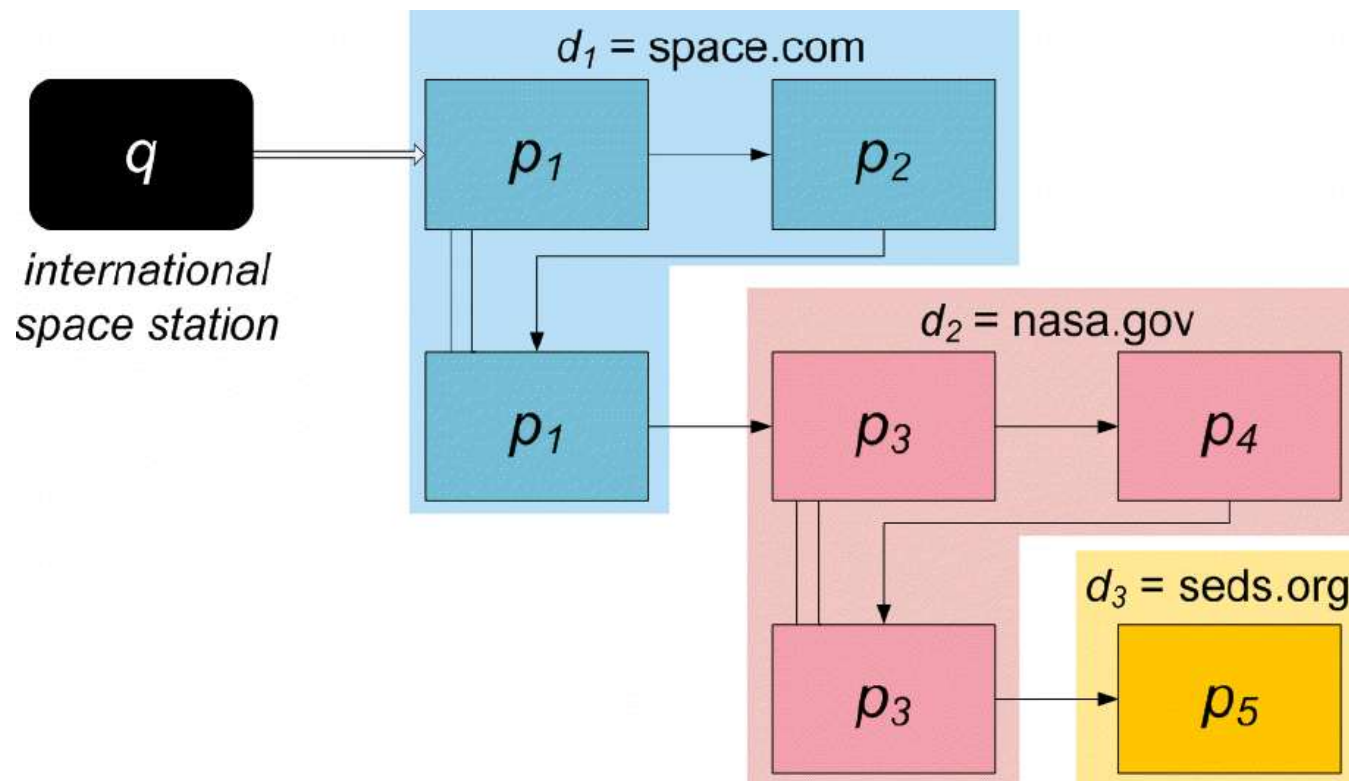 d₁ = space.com
q
p₁
p₂
international
space station
d₂ = nasa.gov
p₁
p₃
p₄
d₃ = seds.org
p₃
p₅